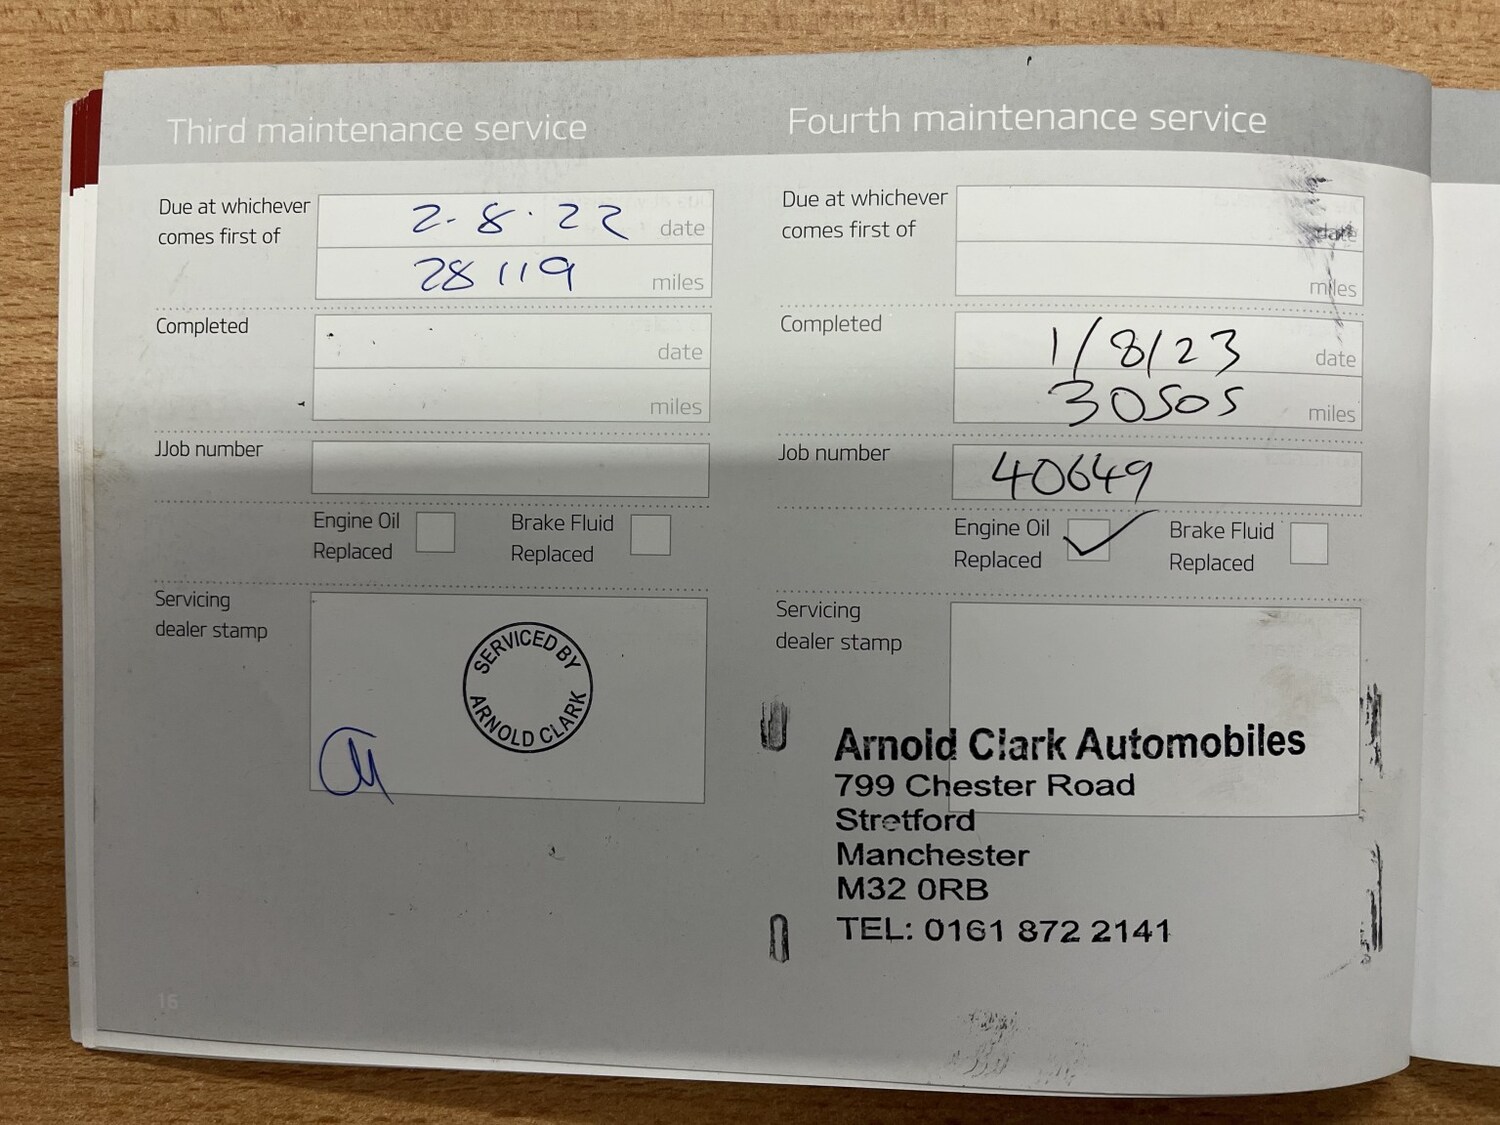 Third maintenance service
Due at whichever
comes first of
2-8.22 date
28119 miles
Completed
date
miles
JJob number
Engine Oil
Replaced
Brake Fluid
Replaced
Servicing
dealer stamp
SERVICED BY
ARNOLD CLARK
16
Fourth maintenance service
Due at whichever
comes first of
date
miles
Completed
1/8/23 date
30505 miles
Job number
40649
Engine Oil
Replaced
Brake Fluid
Replaced
Servicing
dealer stamp
Arnold Clark Automobiles
799 Chester Road
Stretford
Manchester
M32 0RB
TEL: 0161 872 2141